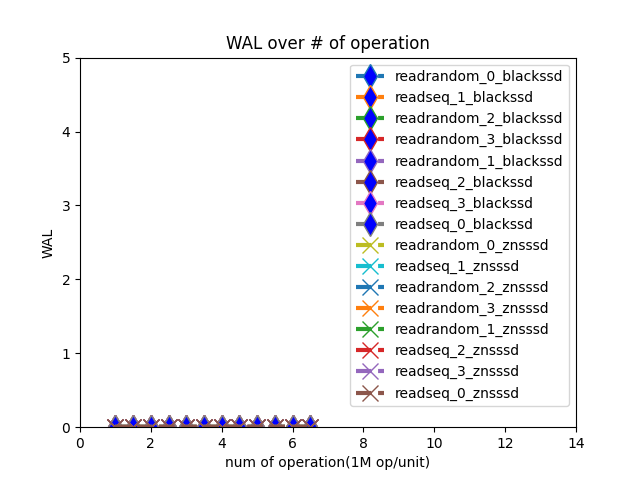 WAL over # of operation
WAL
5
4
3
2
1
0
0 2 4 6 8 10 12 14
num of operation(1M op/unit)
readrandom_0_blackssd
readseq_1_blackssd
readrandom_2_blackssd
readrandom_3_blackssd
readrandom_1_blackssd
readseq_2_blackssd
readseq_3_blackssd
readseq_0_blackssd
readrandom_0_znsssd
readseq_1_znsssd
readrandom_2_znsssd
readrandom_3_znsssd
readrandom_1_znsssd
readseq_2_znsssd
readseq_3_znsssd
readseq_0_znsssd